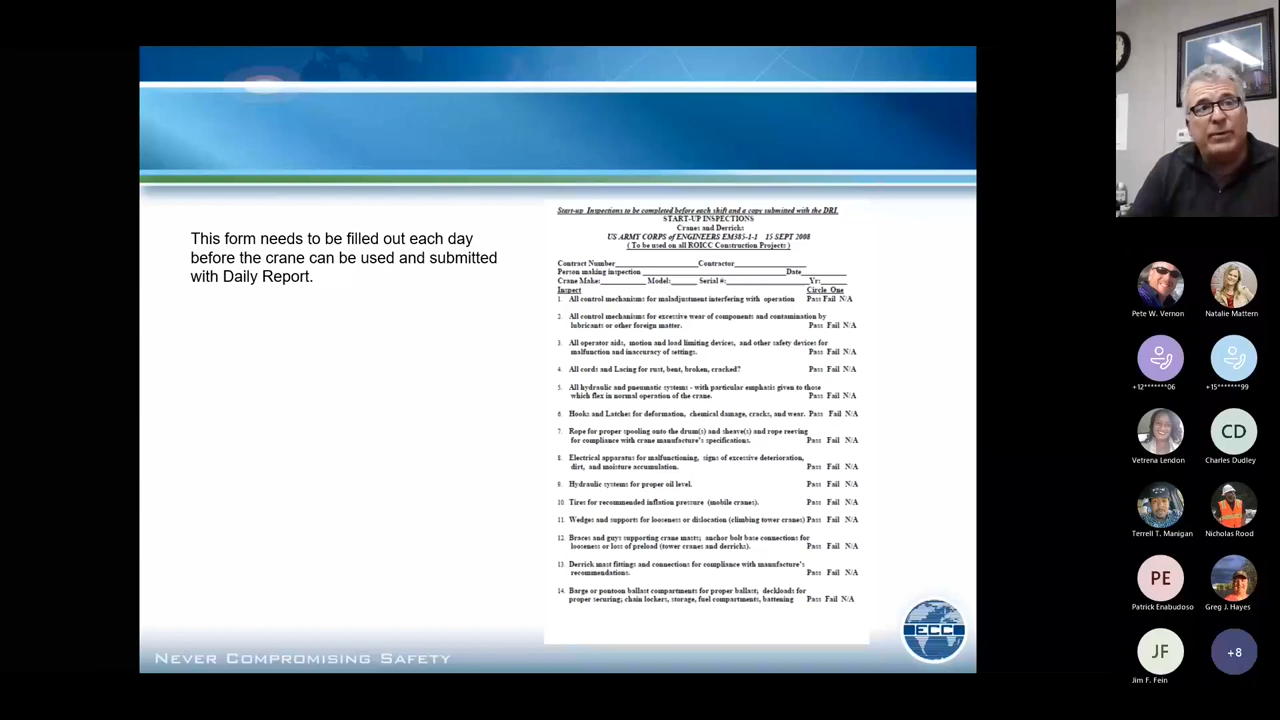 This form needs to be filled out each day
before the crane can be used and submitted
with Daily Report.
Start-up Inspections to be completed before each shift and a copy submitted with the DRI.
START-UP INSPECTIONS
Cranes and Derricks
US ARMY CORPS of ENGINEERS EM385-1-1 15 SEPT 2008
( To be used on all ROICC Construction Projects )
Contract Number____________________Contractor_________________
Person making inspection __________________________________Date__________
Crane Make:__________ Model:______ Serial #:____________________Yr:______
Inspect Circle One
1. All control mechanisms for maladjustment interfering with operation Pass Fail N/A
2. All control mechanisms for excessive wear of components and contamination by
lubricants or other foreign matter. Pass Fail N/A
3. All operator aids, motion and load limiting devices, and other safety devices for
malfunction and inaccuracy of settings. Pass Fail N/A
4. All cords and Lacing for rust, bent, broken, cracked? Pass Fail N/A
5. All hydraulic and pneumatic systems - with particular emphasis given to those
which flex in normal operation of the crane. Pass Fail N/A
6. Hooks and Latches for deformation, chemical damage, cracks, and wear. Pass Fail N/A
7. Rope for proper spooling onto the drum(s) and sheave(s) and rope reeving
for compliance with crane manufacture's specifications. Pass Fail N/A
8. Electrical apparatus for malfunctioning, signs of excessive deterioration,
dirt, and moisture accumulation. Pass Fail N/A
9. Hydraulic systems for proper oil level. Pass Fail N/A
10. Tires for recommended inflation pressure (mobile cranes). Pass Fail N/A
11. Wedges and supports for looseness or dislocation (climbing tower cranes) Pass Fail N/A
12. Braces and guys supporting crane masts; anchor bolt base connections for
looseness or loss of preload (tower cranes and derricks). Pass Fail N/A
13. Derrick mast fittings and connections for compliance with manufacture's
recommendations. Pass Fail N/A
14. Barge or pontoon ballast compartments for proper ballast; deckloads for
proper securing; chain lockers, storage, fuel compartments, battening Pass Fail N/A
ECC
NEVER COMPROMISING SAFETY
Pete W. Vernon
Natalie Mattern
+12*******06
+15*******99
Vetrena Lendon
CD
Charles Dudley
Terrell T. Manigan
Nicholas Rood
PE
Patrick Enabudoso
Greg J. Hayes
JF
Jim F. Fein
+8